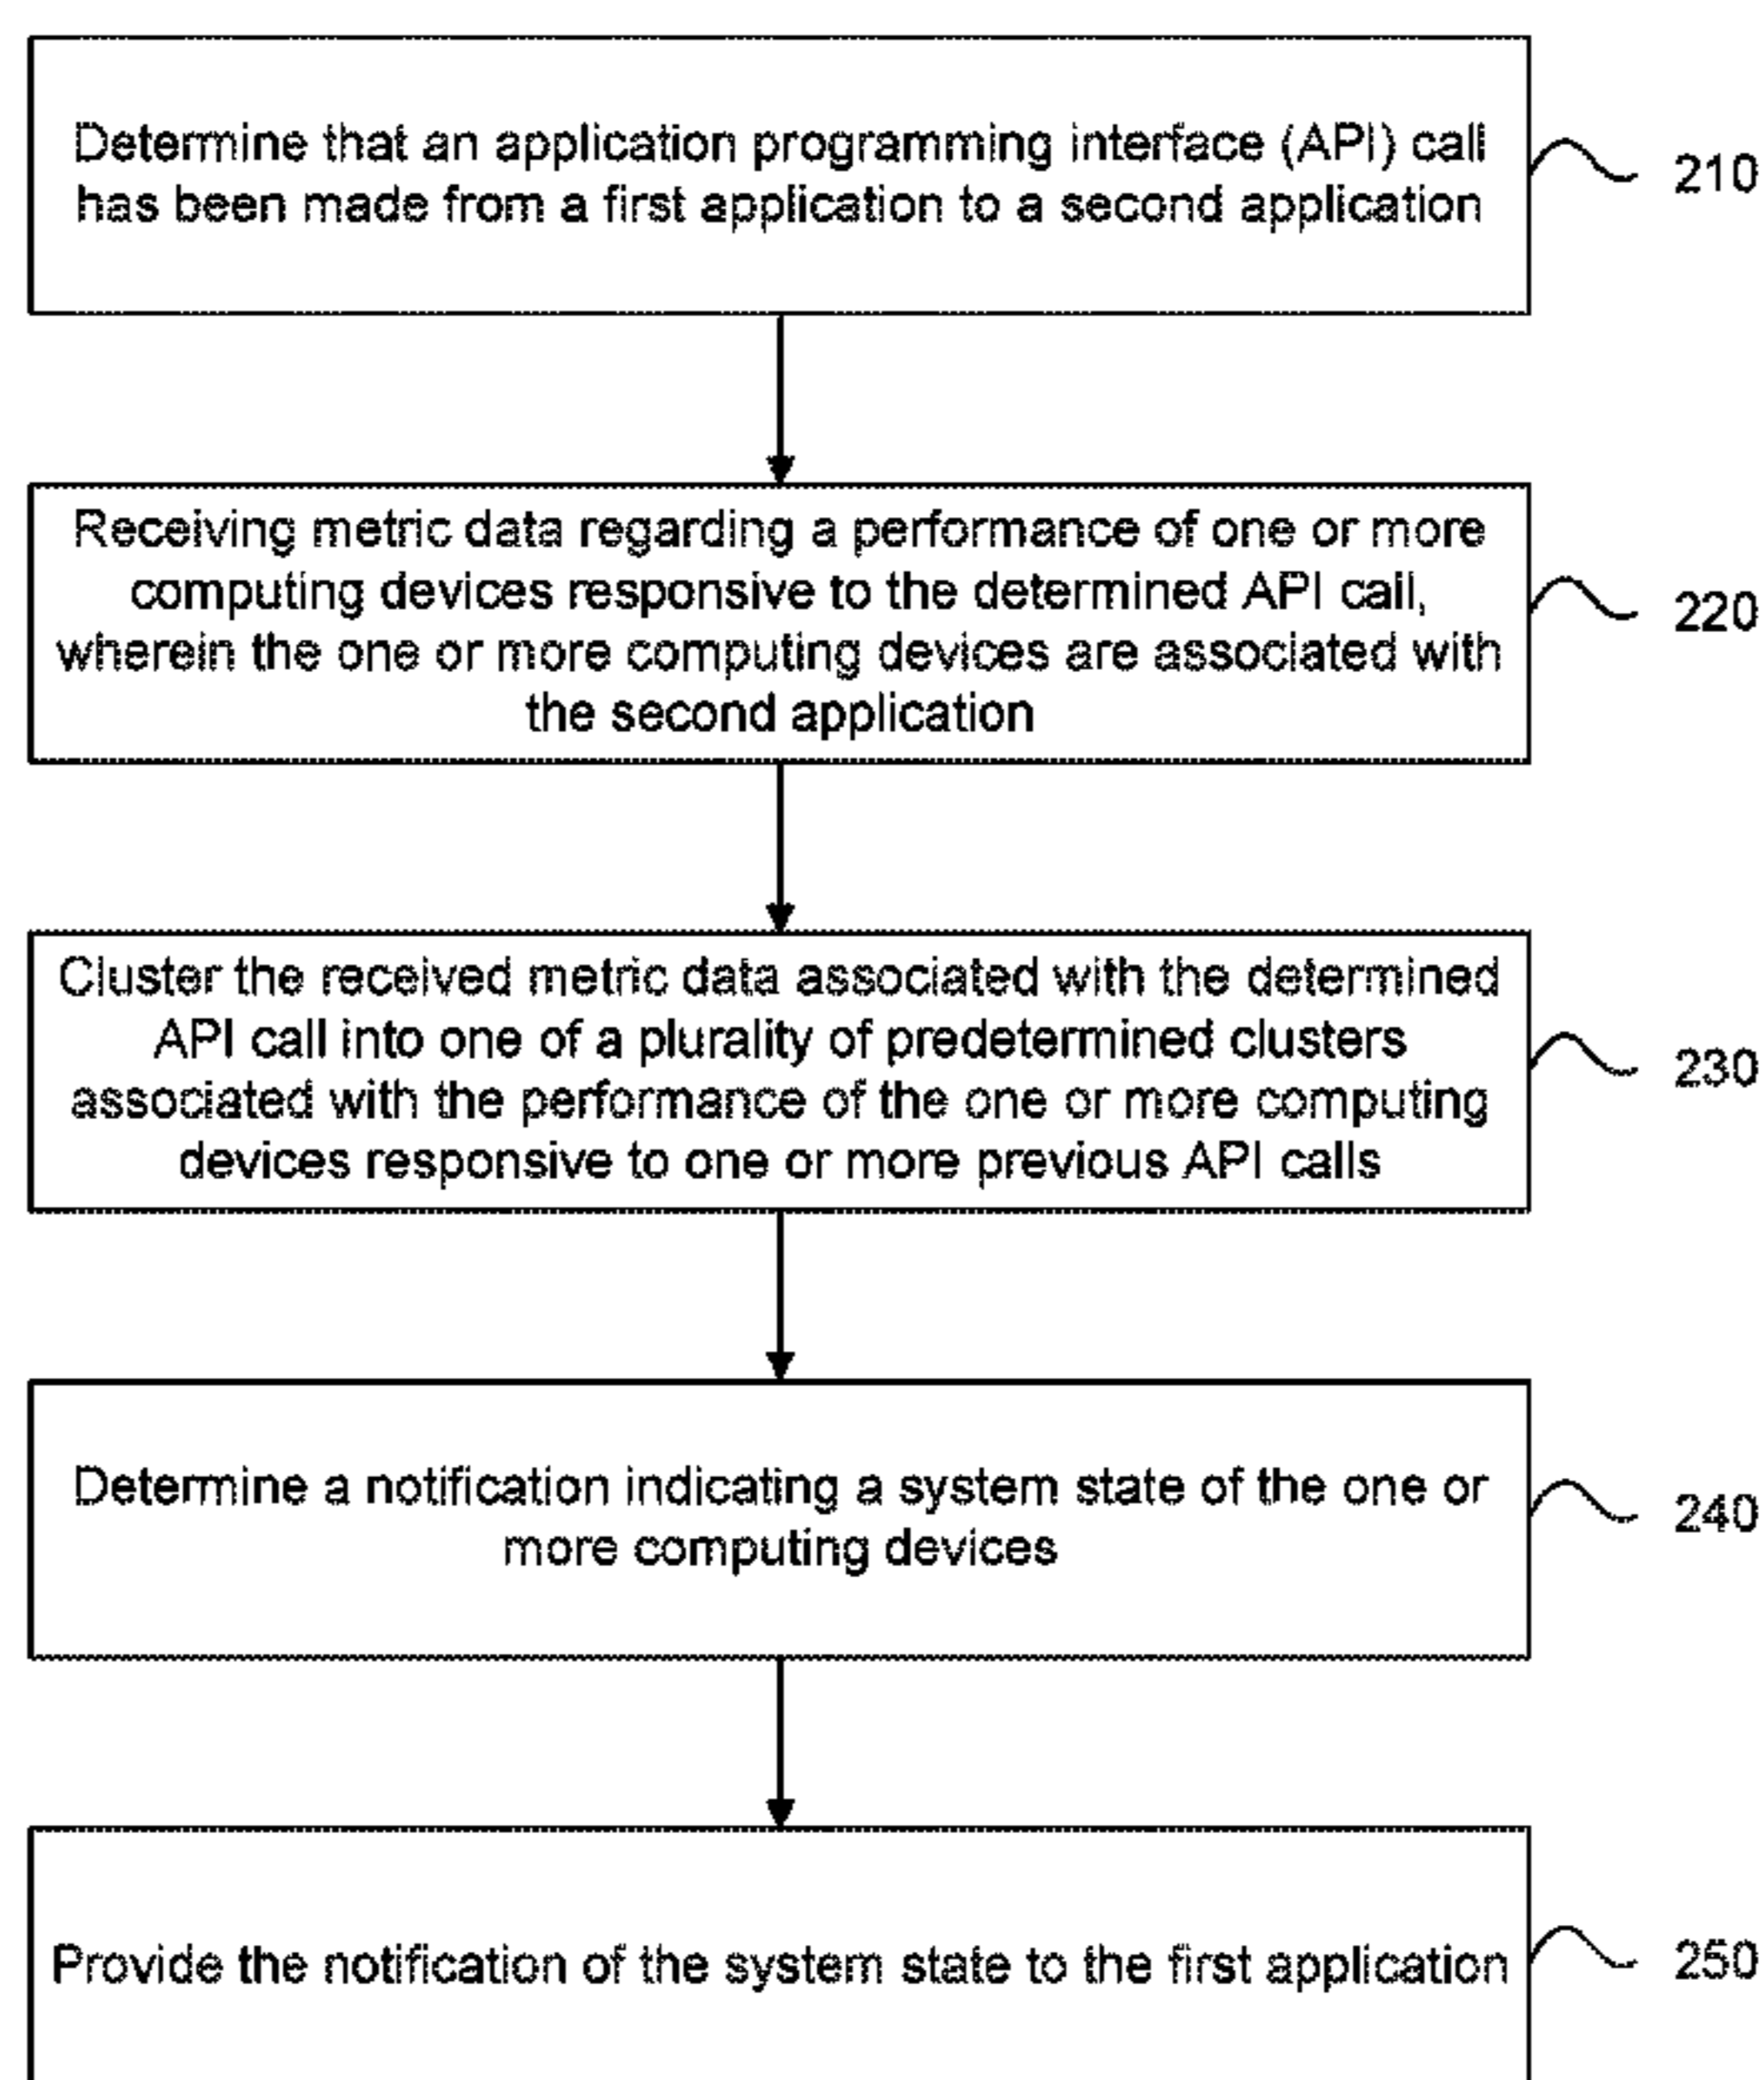 Determine that an application programming interface (API) call
has been made from a first application to a second application
210
Receiving metric data regarding a performance of one or more
computing devices responsive to the determined API call,
wherein the one or more computing devices are associated with
the second application
220
Cluster the received metric data associated with the determined
API call into one of a plurality of predetermined clusters
associated with the performance of the one or more computing
devices responsive to one or more previous API calls
230
Determine a notification indicating a system state of the one or
more computing devices
240
Provide the notification of the system state to the first application
250